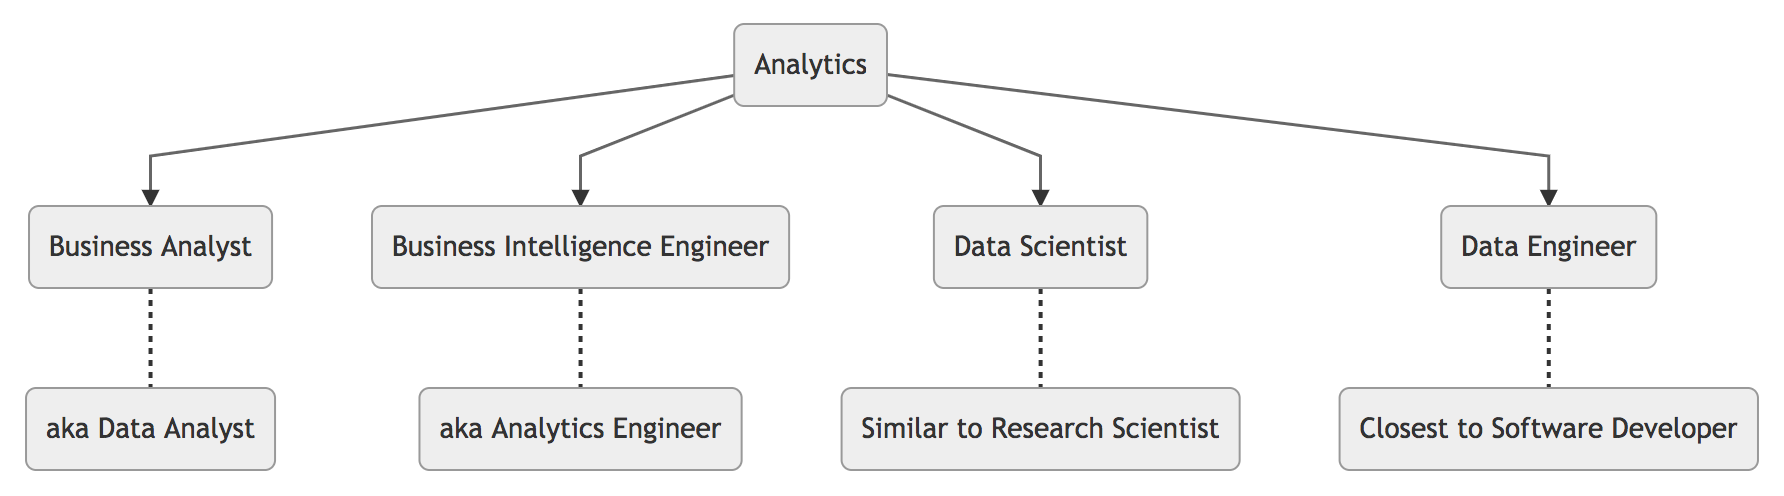 Analytics
Business Analyst
Business Intelligence Engineer
Data Scientist
Data Engineer
aka Data Analyst
aka Analytics Engineer
Similar to Research Scientist
Closest to Software Developer